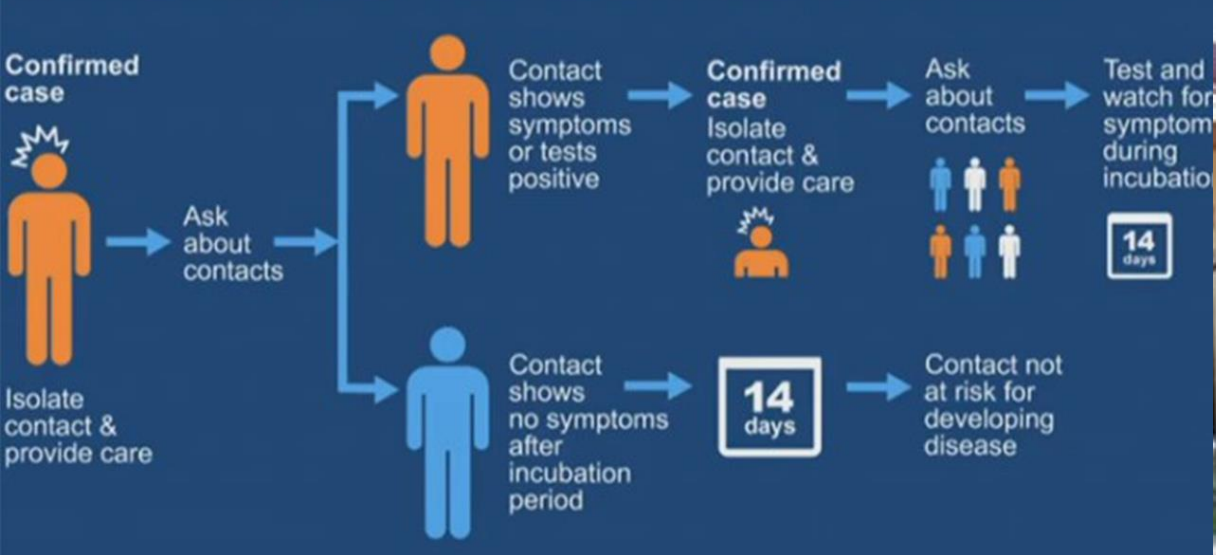 Confirmed
case
Isolate
contact &
provide care
Ask
about
contacts
Contact
shows
symptoms
or tests
positive
Confirmed
case
Isolate
contact &
provide care
Ask
about
contacts
Test and
watch for
symptom
during
incubatio
14
days
Contact
shows
no symptoms
after
incubation
period
14
days
Contact not
at risk for
developing
disease